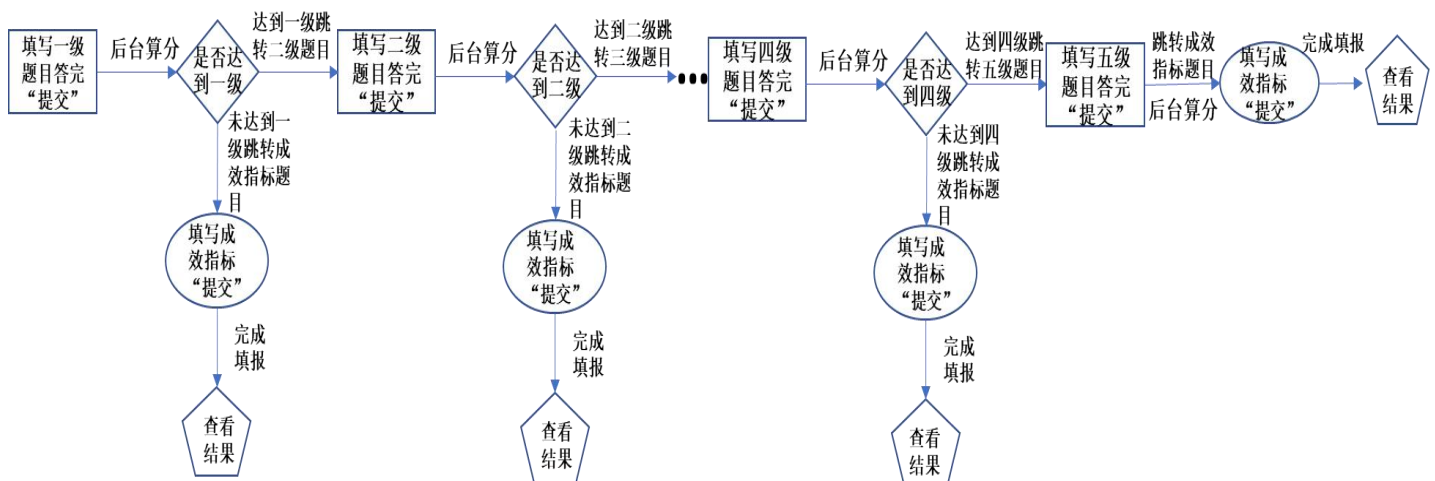 填写一级
题目答完
“提交”
后台算分
是否达
到一级
达到一级跳
转二级题目
填写二级
题目答完
“提交”
后台算分
是否达
到二级
达到二级跳
转三级题目
填写四级
题目答完
“提交”
后台算分
是否达
到四级
达到四级跳
转五级题目
填写五级
题目答完
“提交”
跳转成效
指标题目
后台算分
填写成
效指标
“提交”
完成填报
查看
结果
未达到一
级跳转成
效指标题
目
填写成
效指标
“提交”
完成
填报
查看
结果
未达到二
级跳转成
效指标题
目
填写成
效指标
“提交”
完成
填报
查看
结果
未达到四
级跳转成
效指标题
目
填写成
效指标
“提交”
完成
填报
查看
结果